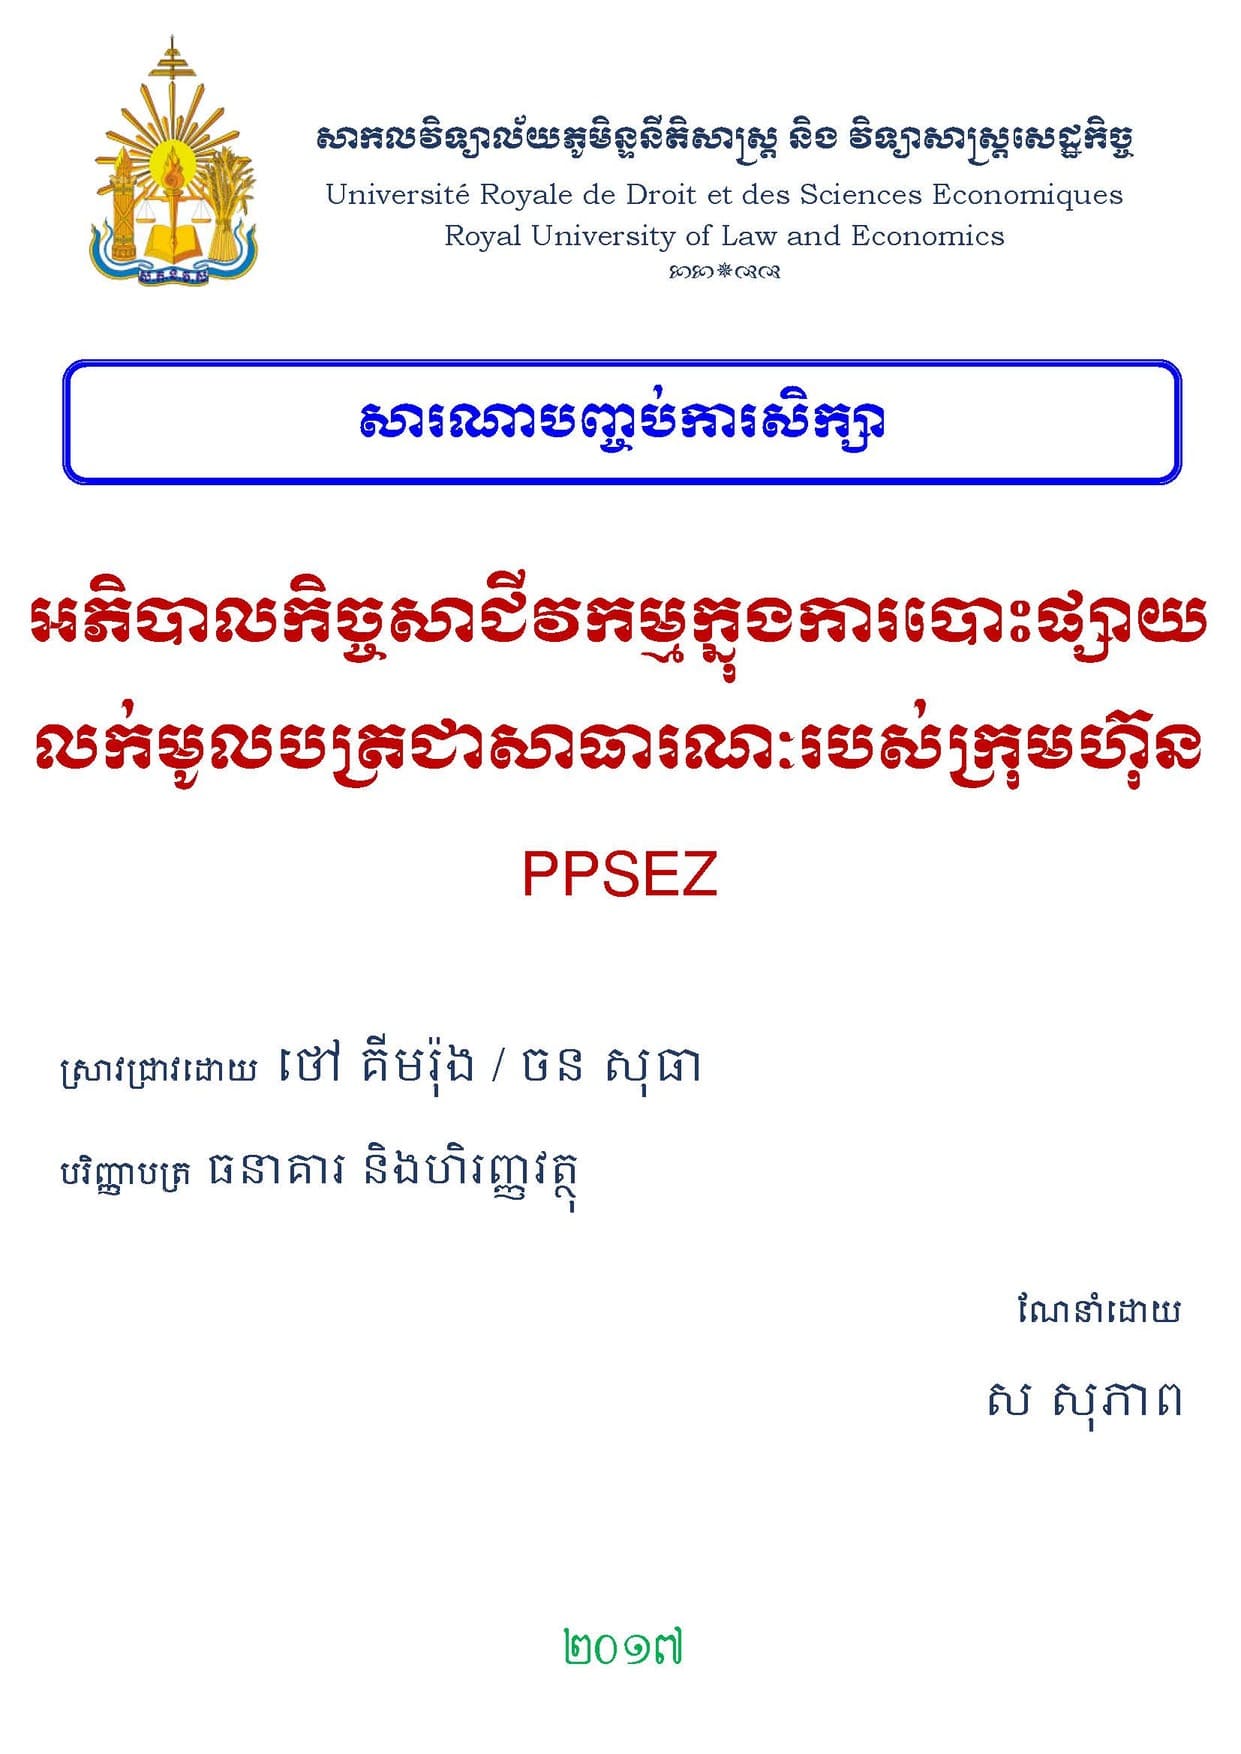 សាកលវិទ្យាល័យភូមិន្ទនីតិសាស្ត្រ និង វិទ្យាសាស្ត្រសេដ្ឋកិច្ច
Université Royale de Droit et des Sciences Economiques
Royal University of Law and Economics
ស.ភ.ន.វ.ស
សារណាបញ្ចប់ការសិក្សា
អភិបាលកិច្ចសាជីវកម្មក្នុងការបោះផ្សាយ
លក់មូលបត្រជាសាធារណៈរបស់ក្រុមហ៊ុន
PPSEZ
ស្រាវជ្រាវដោយ ថៅ គីមរ៉ុង / ចន សុធា
បរិញ្ញាបត្រ ធនាគារ និងហិរញ្ញវត្ថុ
ណែនាំដោយ
ស សុភាព
២០១៧